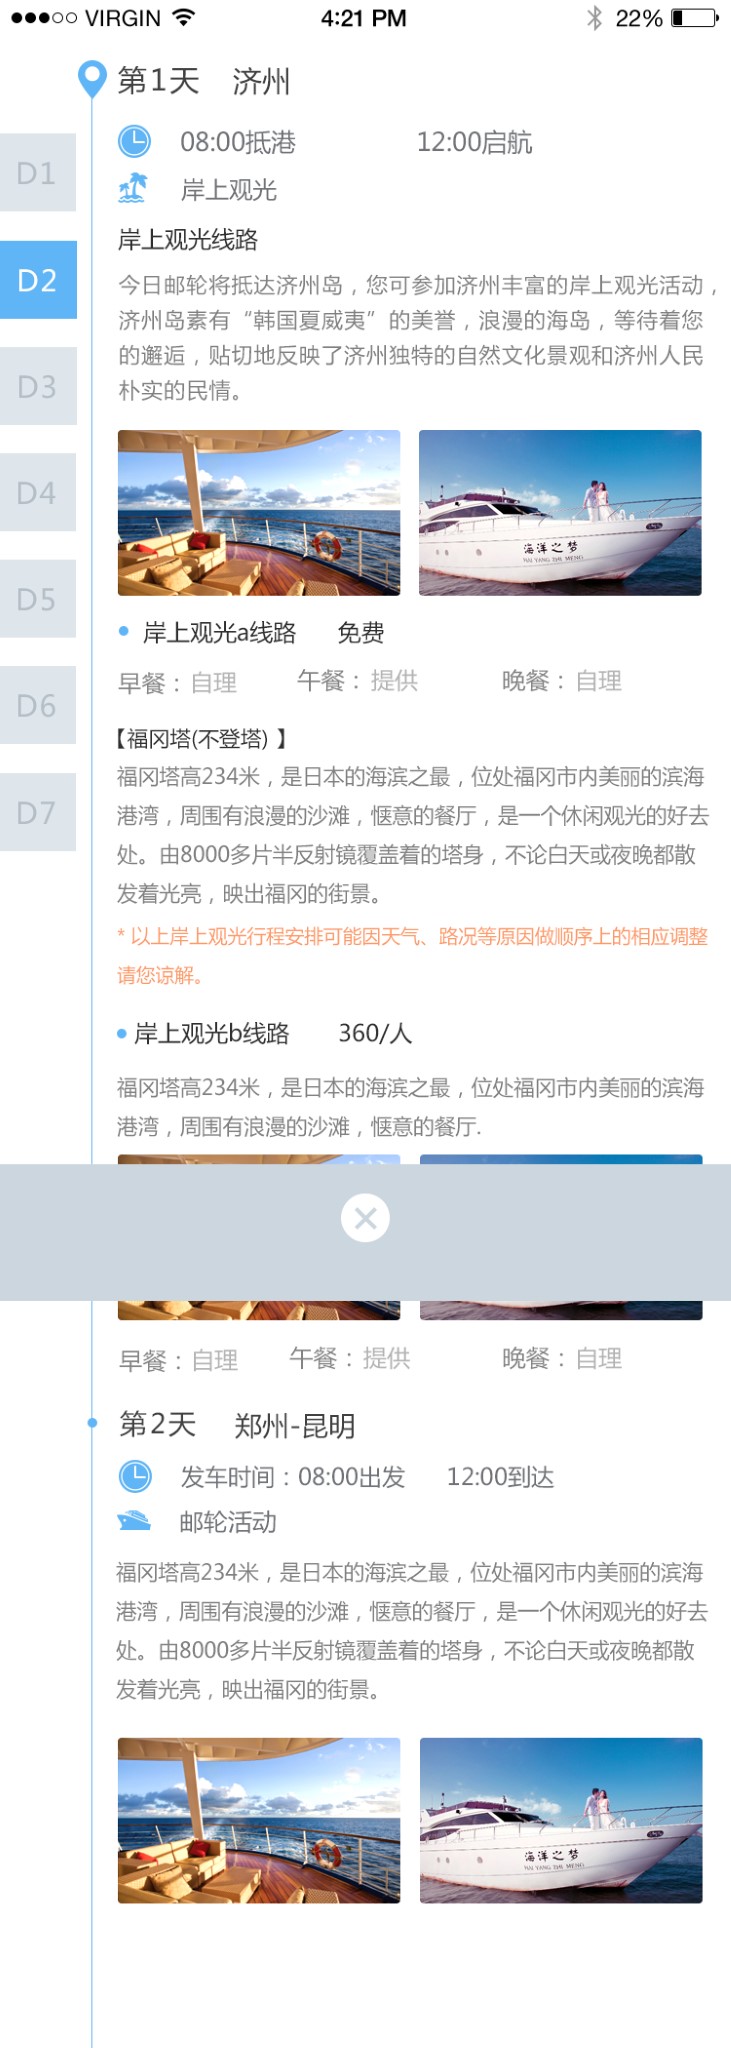 VIRGIN 4:21 PM 22%
第1天 济州
08:00抵港 12:00启航
D1
岸上观光
岸上观光线路
D2
今日邮轮将抵达济州岛，您可参加济州丰富的岸上观光活动，
济州岛素有“韩国夏威夷”的美誉，浪漫的海岛，等待着您
的邂逅，贴切地反映了济州独特的自然文化景观和济州人民
朴实的民情。
D3
D4
海洋之梦
HAI YANG ZHI MENG
D5
岸上观光a线路 免费
早餐：自理 午餐：提供 晚餐：自理
D6
【福冈塔(不登塔) 】
福冈塔高234米，是日本的海滨之最，位处福冈市内美丽的滨海
港湾，周围有浪漫的沙滩，惬意的餐厅，是一个休闲观光的好去
处。由8000多片半反射镜覆盖着的塔身，不论白天或夜晚都散
发着光亮，映出福冈的街景。
D7
* 以上岸上观光行程安排可能因天气、路况等原因做顺序上的相应调整
请您谅解。
岸上观光b线路 360/人
福冈塔高234米，是日本的海滨之最，位处福冈市内美丽的滨海
港湾，周围有浪漫的沙滩，惬意的餐厅.
早餐：自理 午餐：提供 晚餐：自理
第2天 郑州-昆明
发车时间：08:00出发 12:00到达
邮轮活动
福冈塔高234米，是日本的海滨之最，位处福冈市内美丽的滨海
港湾，周围有浪漫的沙滩，惬意的餐厅，是一个休闲观光的好去
处。由8000多片半反射镜覆盖着的塔身，不论白天或夜晚都散
发着光亮，映出福冈的街景。
海洋之梦
HAI YANG ZHI MENG